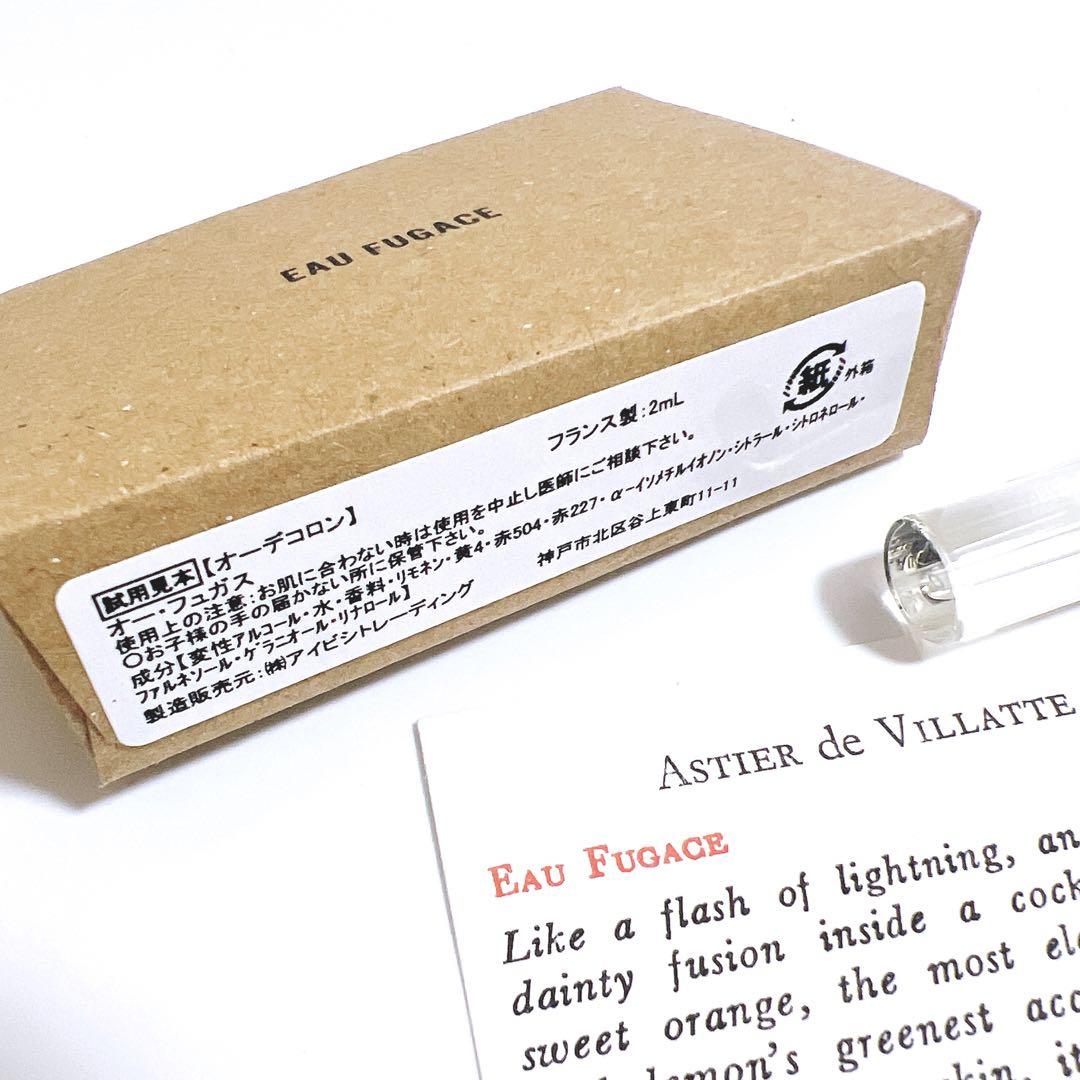 EAU FUGACE
試用見本【オーデコロン】
フランス製:2mL
紙 外箱
オー・フュガス
使用上の注意:お肌に合わない時は使用を中止し医師にご相談下さい。
○お子様の手の届かない所に保管下さい。
成分【変性アルコール・水・香料・リモネン・黄4・赤504・赤227・α-イソメチルイオノン・シトラール・シトロネロール・
ファルネソール・ゲラニオール・リナロール】
製造販売元:㈱アイビシトレーディング 神戸市北区谷上東町11-11
ASTIER de VILLATTE
EAU FUGACE
Like a flash of lightning, an
dainty fusion inside a cock
sweet orange, the most ele
lemon's greenest acc
it